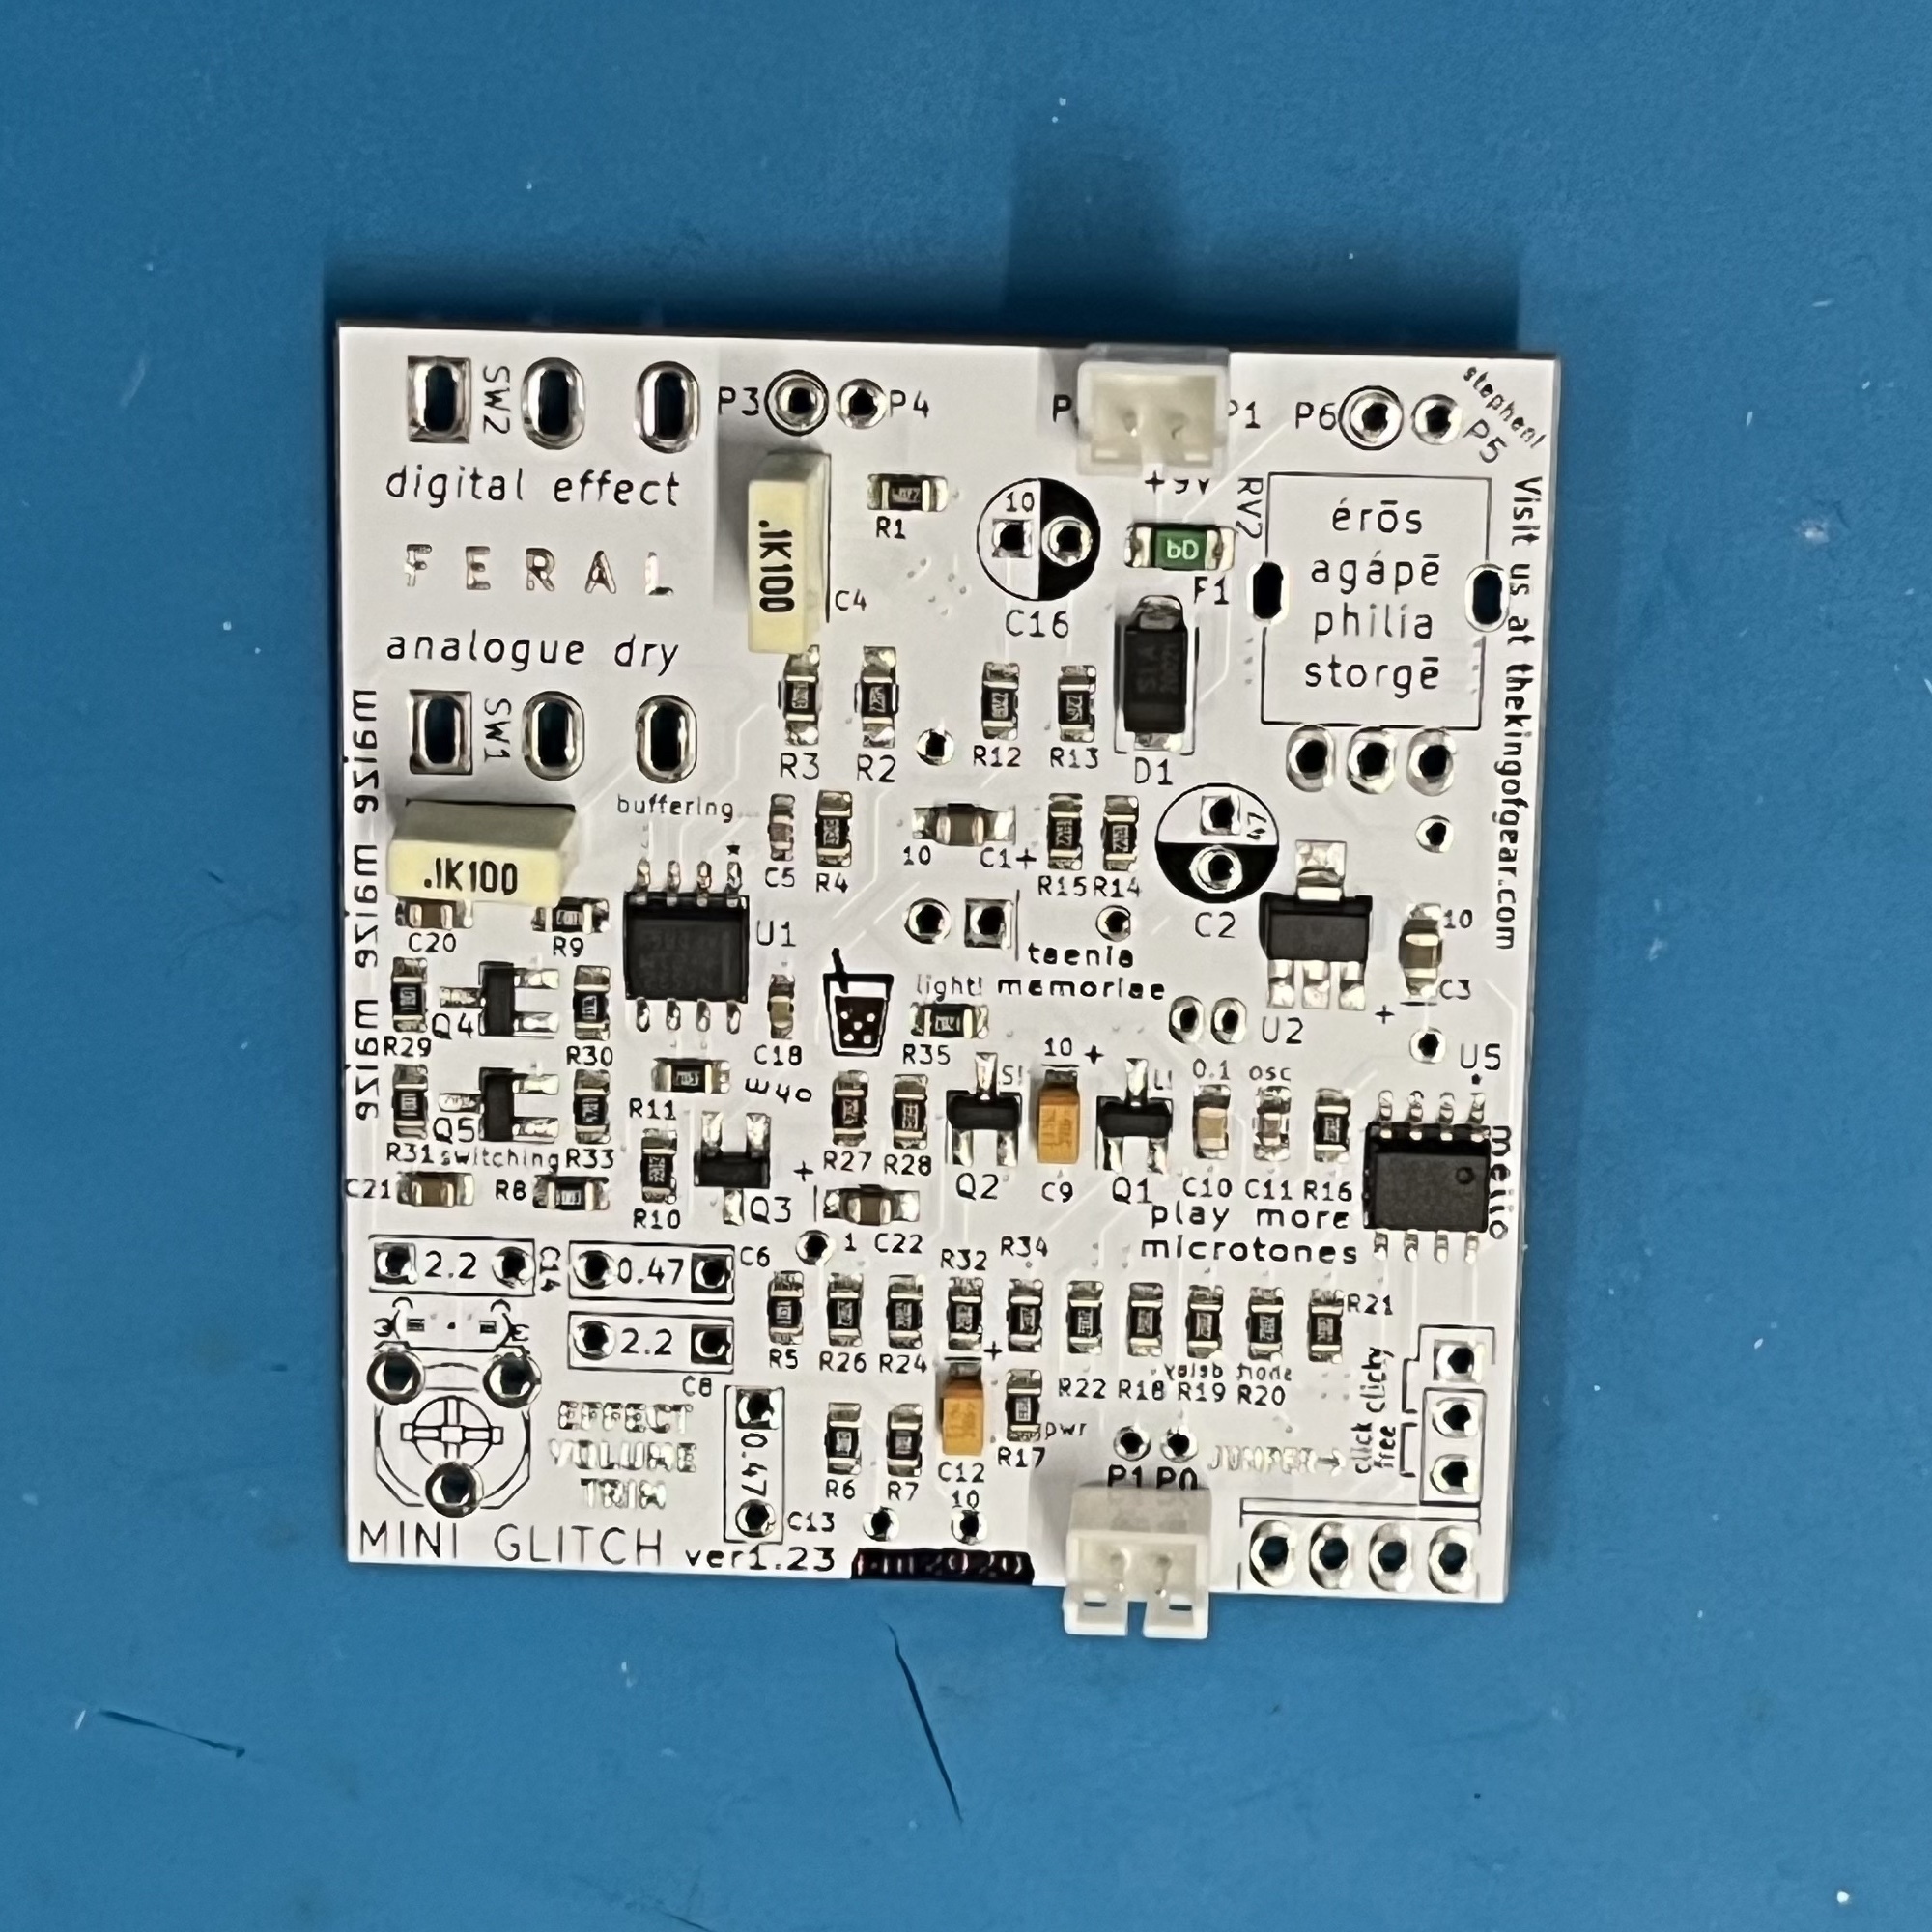 SW2
P3
P4
P
P1
P6
P5
stephen!
digital effect
FERAL
analogue dry
SW1
.1K100
C4
R1
10
C16
+9V
bD
F1
RV2
érōs
agápē
philía
storgē
Visit us at thekingofgear.com
R3
R2
R12
R13
D1
maize maize maize
buffering
.1K100
C5
R4
10
C1+
R15
R14
47
C2
C20
R9
U1
taenia
memoriae
light!
10
C3
+
U2
U5
R29
Q4
R30
C18
R35
10 +
S!
L!
0.1
osc
R11
R31
Q5
switching
R33
R27
R28
Q2
C9
Q1
C10
C11
R16
mello
C21
R8
R10
Q3
+
1
C22
play more
microtones
2.2
C14
0.47
C6
R32
R34
R21
2.2
C8
R5
R26
R24
+
R22
R18
R19
R20
EFFECT
VOLUME
TRIM
0.47
C13
R6
R7
C12
10
R17
pwr
P1
P0
JUMPER→
click free
clicky
MINI GLITCH ver1.23
2020